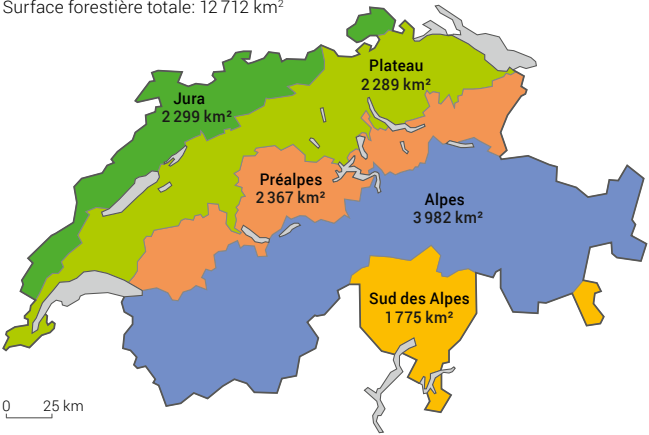 Surface forestière totale: 12 712 km²
Plateau
2 289 km²
Jura
2 299 km²
Préalpes
2 367 km²
Alpes
3 982 km²
Sud des Alpes
1 775 km²
0 25 km